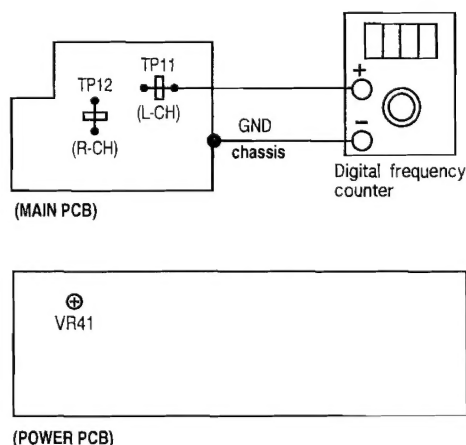 TP11
TP12
(L-CH)
(R-CH)
+
GND
chassis
−
Digital frequency
counter
(MAIN PCB)
VR41
(POWER PCB)